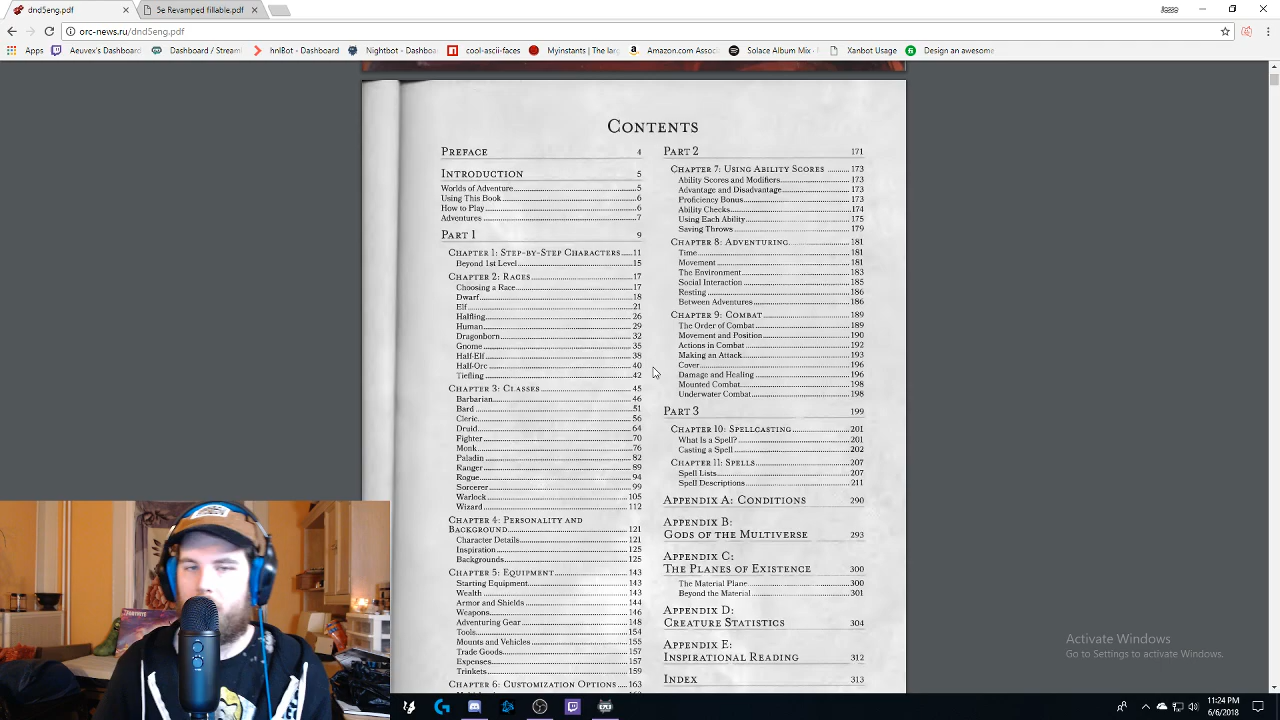 dnd5eng.pdf
5e Revamped fillable.pdf
orc-news.ru/dnd5eng.pdf
Apps
Aeuvex's Dashboard
Dashboard / Stream
hniBot - Dashboard
Nightbot - Dashboa
cool-ascii-faces
Myinstants | The larg
Amazon.com Assoc
Solace Album Mix -
Xanbot Usage
Design an awesome
CONTENTS
PREFACE 4
INTRODUCTION 5
Worlds of Adventure 5
Using This Book 6
How to Play 6
Adventures 7
PART 1 9
CHAPTER 1: STEP-BY-STEP CHARACTERS 11
Beyond 1st Level 15
CHAPTER 2: RACES 17
Choosing a Race 17
Dwarf 18
Elf 21
Halfling 26
Human 29
Dragonborn 32
Gnome 35
Half-Elf 38
Half-Orc 40
Tiefling 42
CHAPTER 3: CLASSES 45
Barbarian 46
Bard 51
Cleric 56
Druid 64
Fighter 70
Monk 76
Paladin 82
Ranger 89
Rogue 94
Sorcerer 99
Warlock 105
Wizard 112
CHAPTER 4: PERSONALITY AND
BACKGROUND 121
Character Details 121
Inspiration 125
Backgrounds 125
CHAPTER 5: EQUIPMENT 143
Starting Equipment 143
Wealth 143
Armor and Shields 144
Weapons 146
Adventuring Gear 148
Tools 154
Mounts and Vehicles 155
Trade Goods 157
Expenses 157
Trinkets 159
CHAPTER 6: CUSTOMIZATION OPTIONS 163
PART 2 171
CHAPTER 7: USING ABILITY SCORES 173
Ability Scores and Modifiers 173
Advantage and Disadvantage 173
Proficiency Bonus 173
Ability Checks 174
Using Each Ability 175
Saving Throws 179
CHAPTER 8: ADVENTURING 181
Time 181
Movement 181
The Environment 183
Social Interaction 185
Resting 186
Between Adventures 186
CHAPTER 9: COMBAT 189
The Order of Combat 189
Movement and Position 190
Actions in Combat 192
Making an Attack 193
Cover 196
Damage and Healing 196
Mounted Combat 198
Underwater Combat 198
PART 3 199
CHAPTER 10: SPELLCASTING 201
What Is a Spell? 201
Casting a Spell 202
CHAPTER 11: SPELLS 207
Spell Lists 207
Spell Descriptions 211
APPENDIX A: CONDITIONS 290
APPENDIX B:
GODS OF THE MULTIVERSE 293
APPENDIX C:
THE PLANES OF EXISTENCE 300
The Material Plane 300
Beyond the Material 301
APPENDIX D:
CREATURE STATISTICS 304
APPENDIX E:
INSPIRATIONAL READING 312
INDEX 313
Activate Windows
Go to Settings to activate Windows.
11:24 PM
6/6/2018